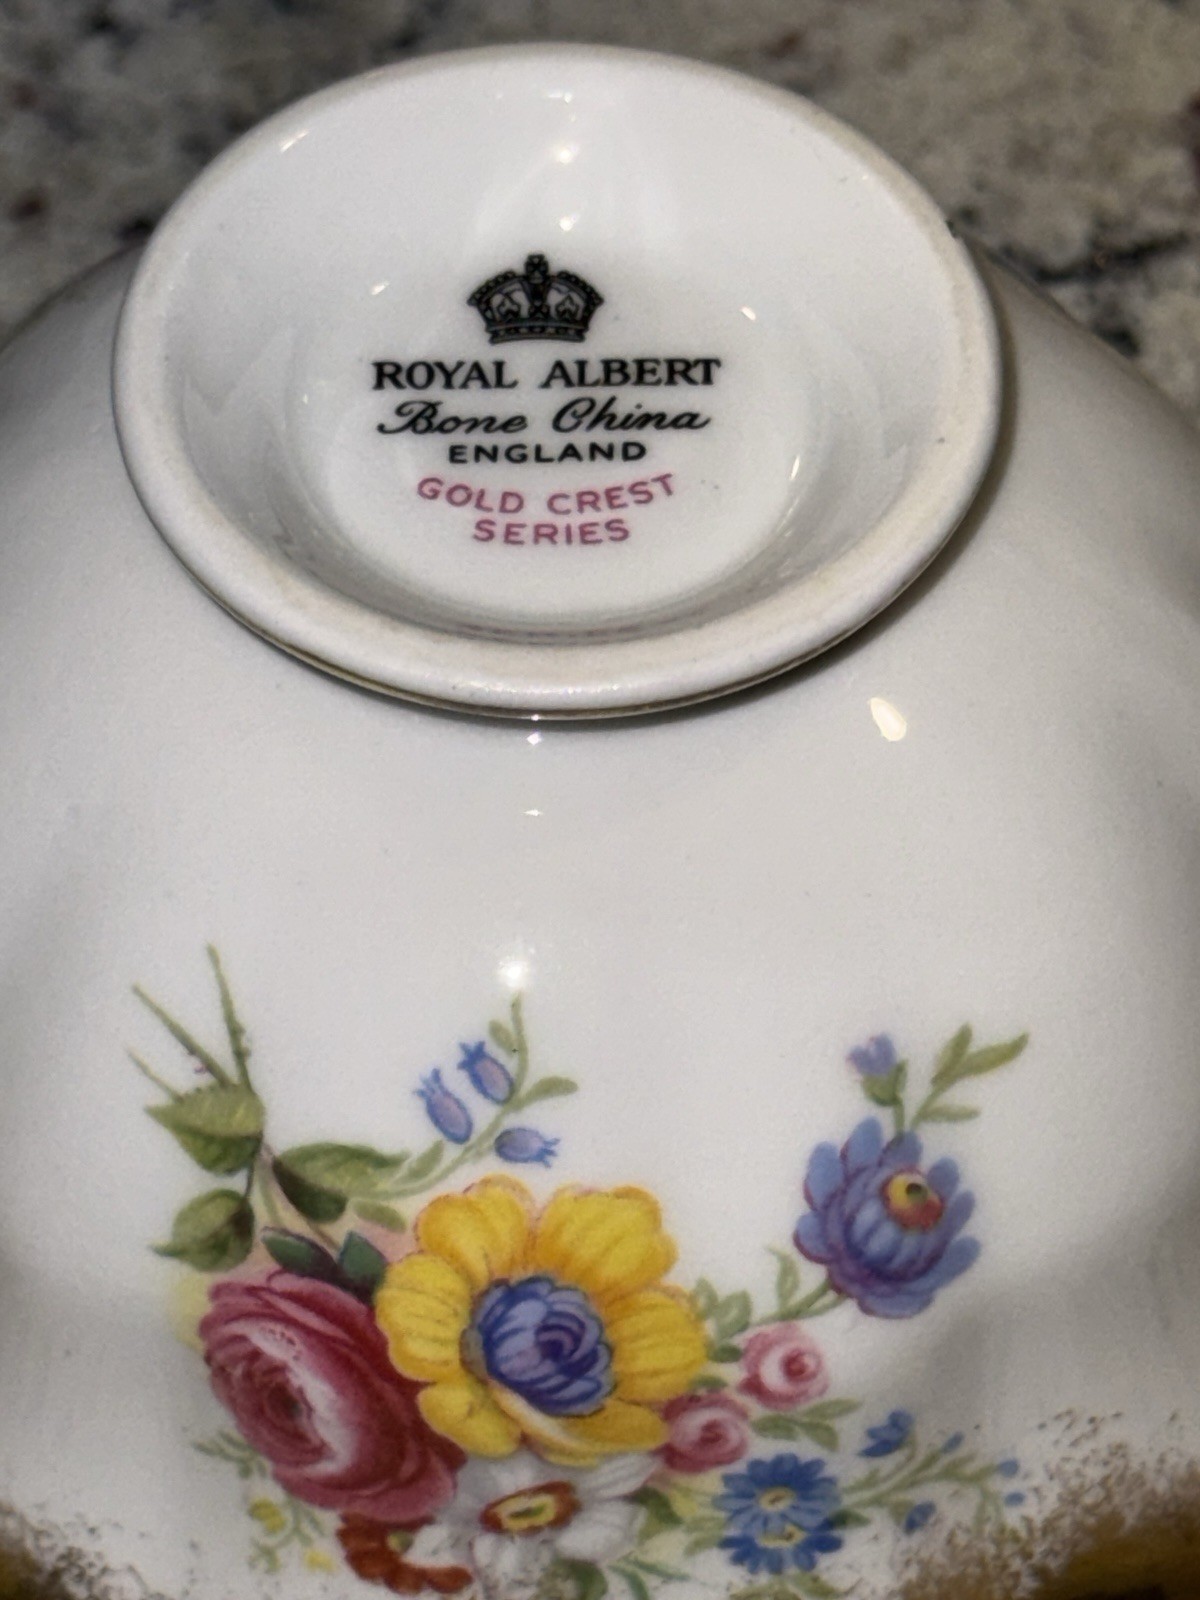 ROYAL ALBERT
Bone China
ENGLAND
GOLD CREST
SERIES